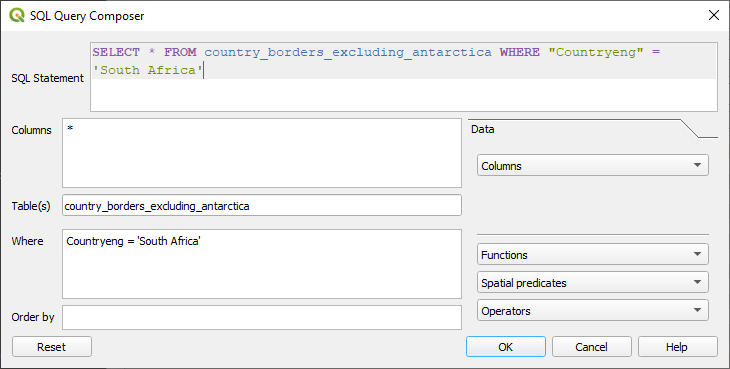 SQL Query Composer
SELECT * FROM country_borders_excluding_antarctica WHERE "Countryeng" =
'South Africa'
SQL Statement
Columns
*
Data
Columns
Table(s)
country_borders_excluding_antarctica
Where
Countryeng = 'South Africa'
Functions
Spatial predicates
Operators
Order by
Reset
OK
Cancel
Help